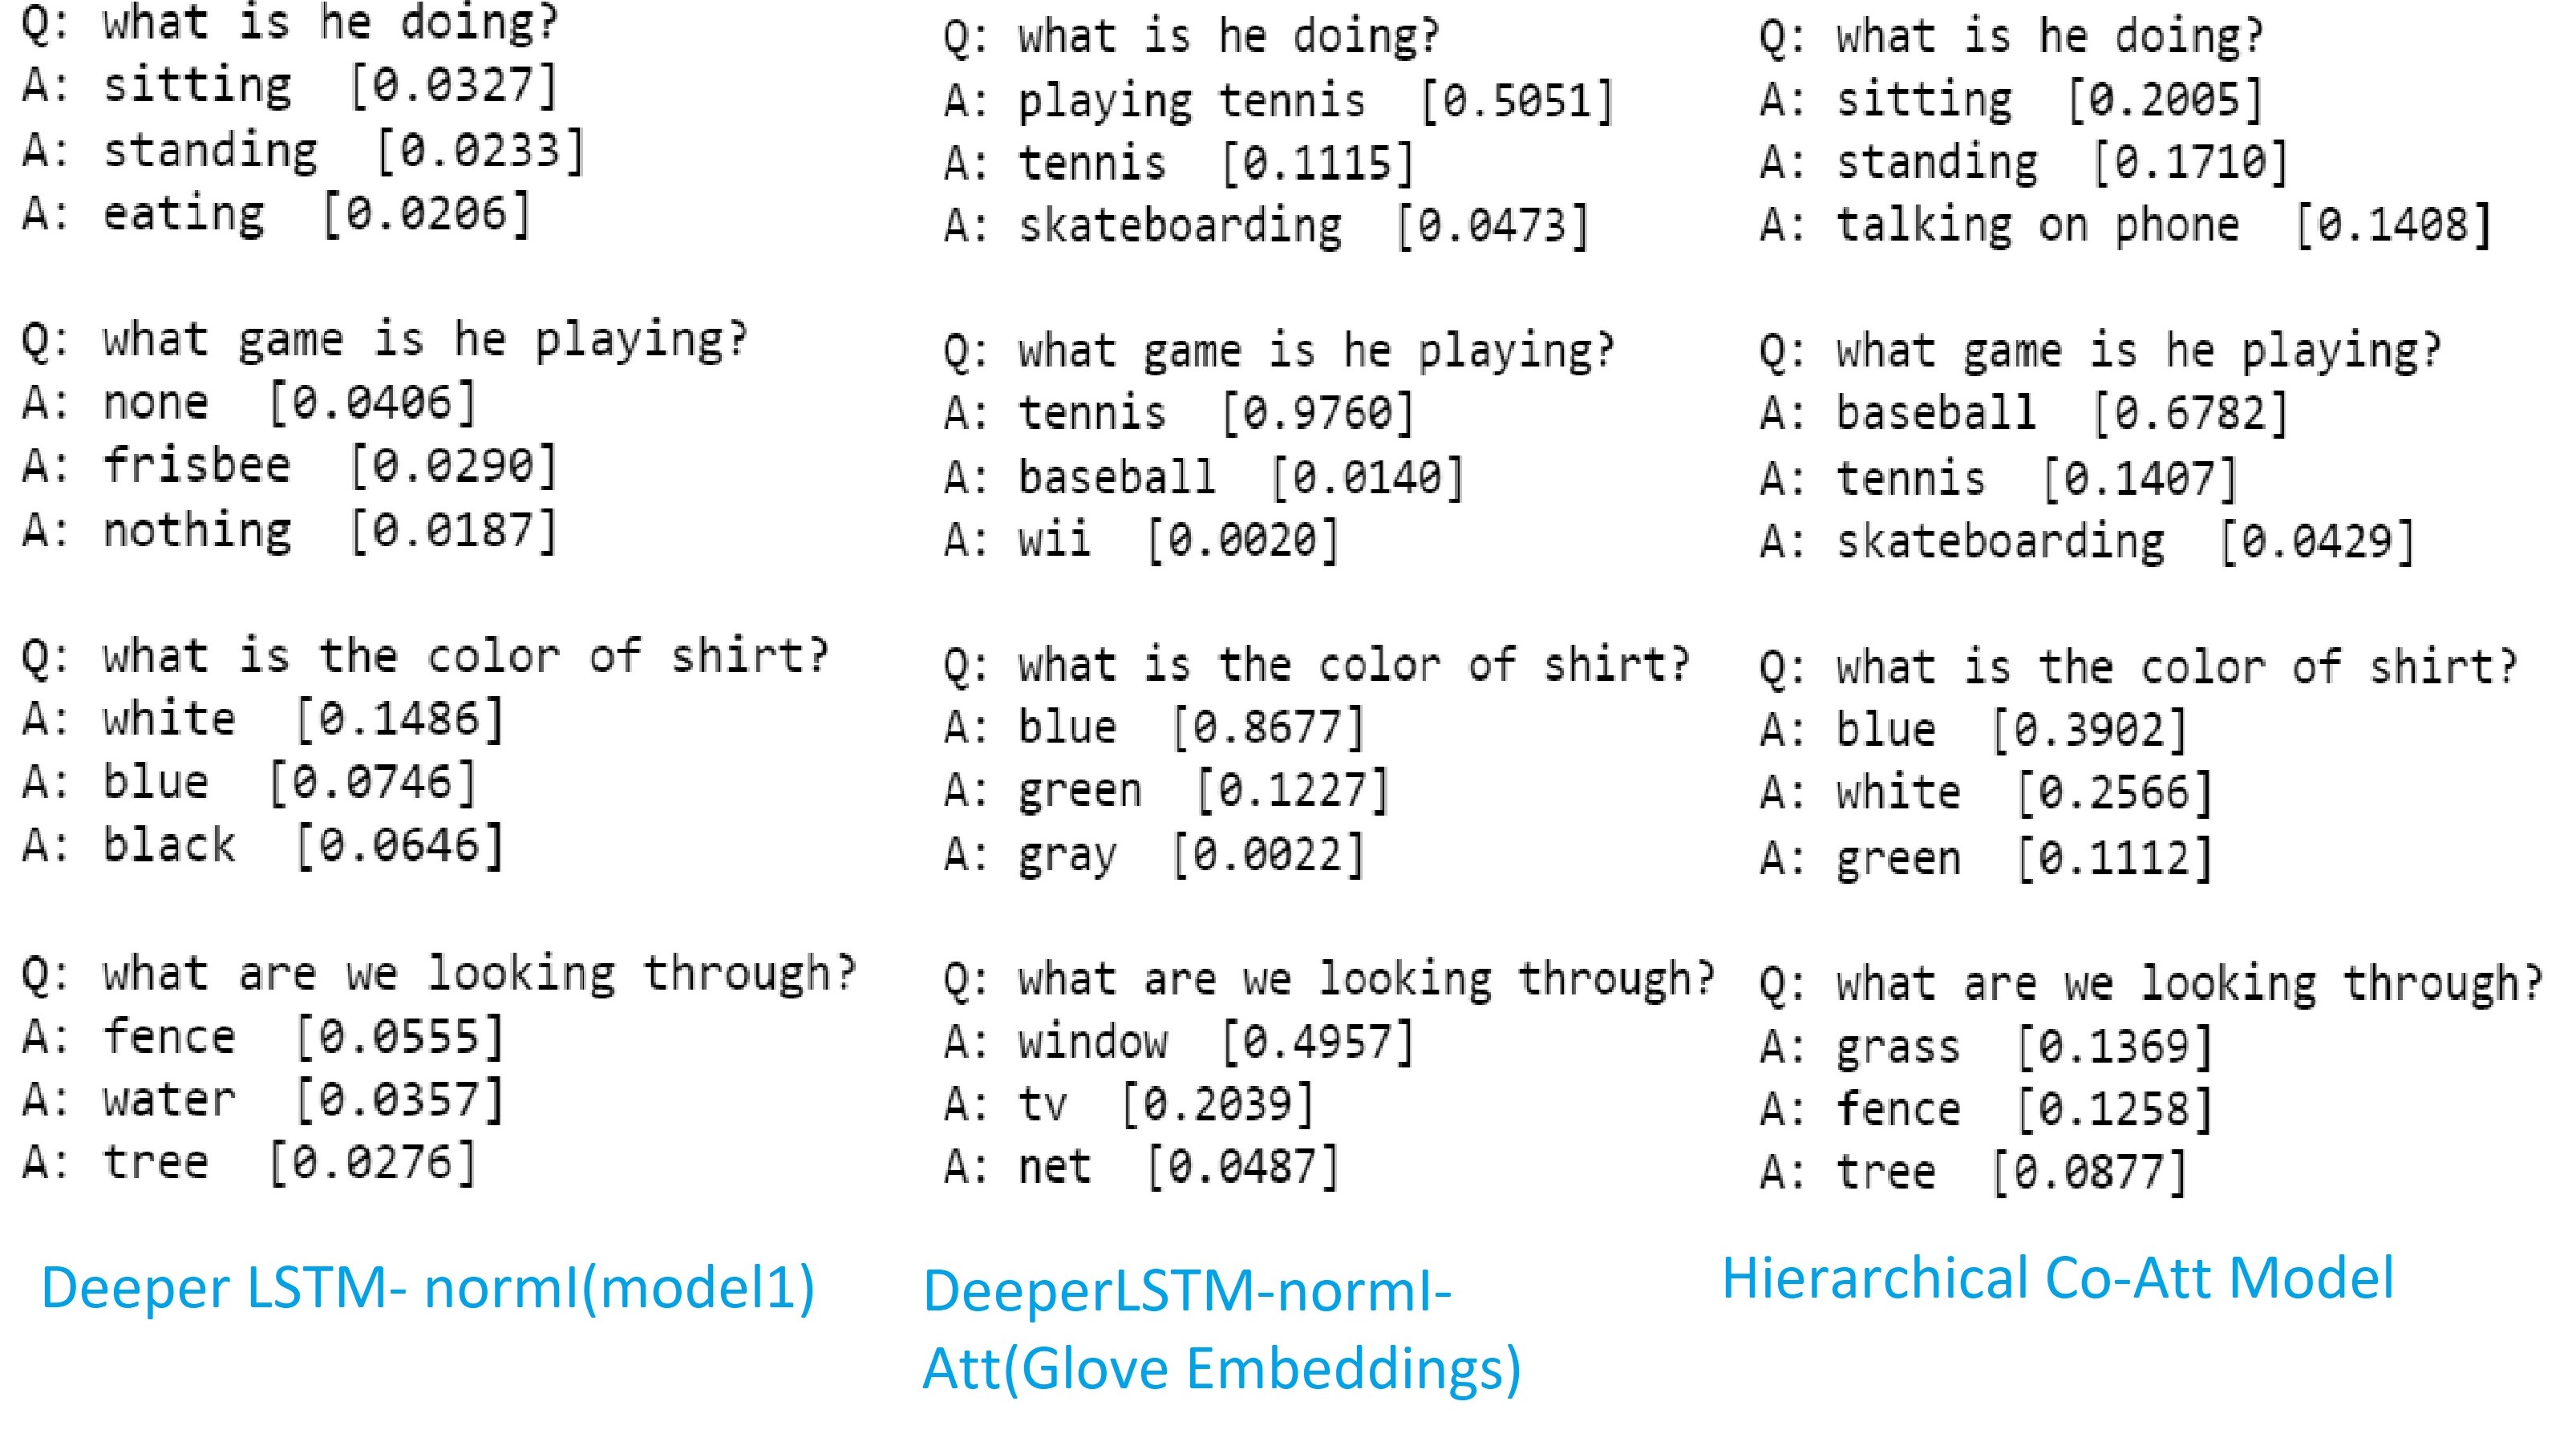 Q: what is he doing?
A: sitting [0.0327]
A: standing [0.0233]
A: eating [0.0206]
Q: what game is he playing?
A: none [0.0406]
A: frisbee [0.0290]
A: nothing [0.0187]
Q: what is the color of shirt?
A: white [0.1486]
A: blue [0.0746]
A: black [0.0646]
Q: what are we looking through?
A: fence [0.0555]
A: water [0.0357]
A: tree [0.0276]
Deeper LSTM- normI(model1)
Q: what is he doing?
A: playing tennis [0.5051]
A: tennis [0.1115]
A: skateboarding [0.0473]
Q: what game is he playing?
A: tennis [0.9760]
A: baseball [0.0140]
A: wii [0.0020]
Q: what is the color of shirt?
A: blue [0.8677]
A: green [0.1227]
A: gray [0.0022]
Q: what are we looking through?
A: window [0.4957]
A: tv [0.2039]
A: net [0.0487]
DeeperLSTM-normI-
Att(Glove Embeddings)
Q: what is he doing?
A: sitting [0.2005]
A: standing [0.1710]
A: talking on phone [0.1408]
Q: what game is he playing?
A: baseball [0.6782]
A: tennis [0.1407]
A: skateboarding [0.0429]
Q: what is the color of shirt?
A: blue [0.3902]
A: white [0.2566]
A: green [0.1112]
Q: what are we looking through?
A: grass [0.1369]
A: fence [0.1258]
A: tree [0.0877]
Hierarchical Co-Att Model